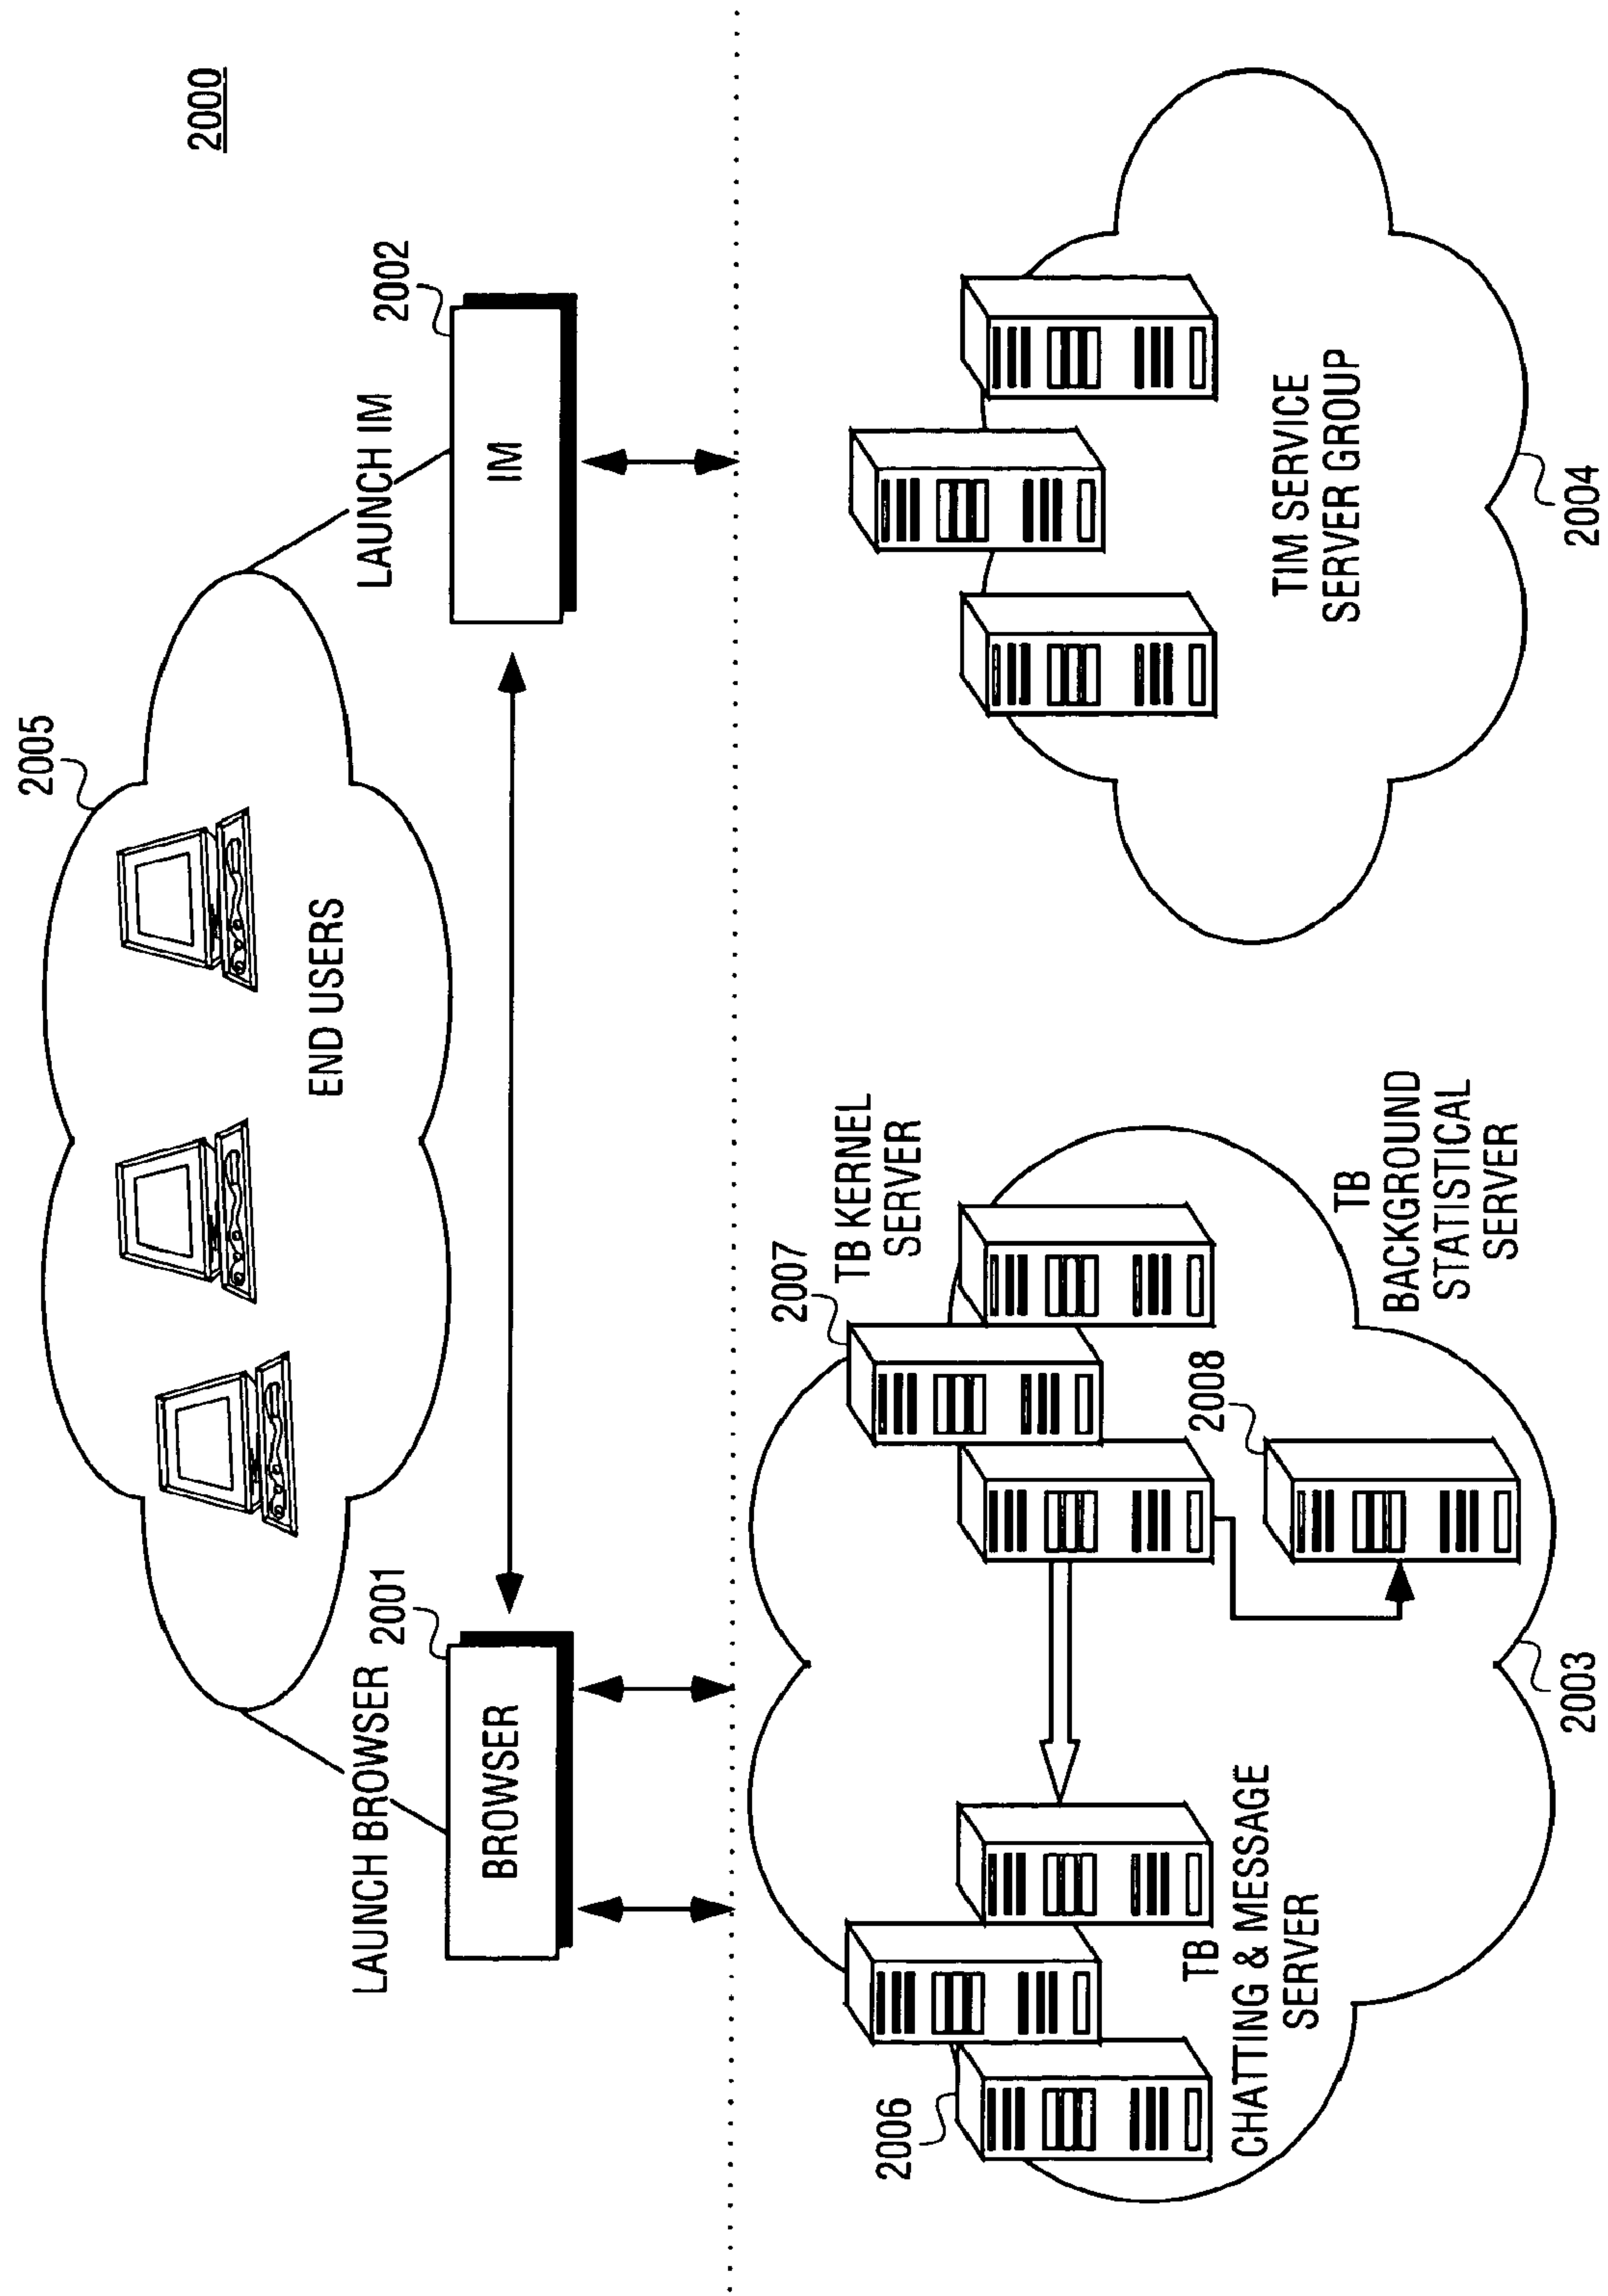 2000
2005
END USERS
LAUNCH BROWSER
2001
BROWSER
LAUNCH IM
2002
IM
2006
TB
CHATTING & MESSAGE
SERVER
2007
TB KERNEL
SERVER
2008
TB
BACKGROUND
STATISTICAL
SERVER
2003
TIM SERVICE
SERVER GROUP
2004